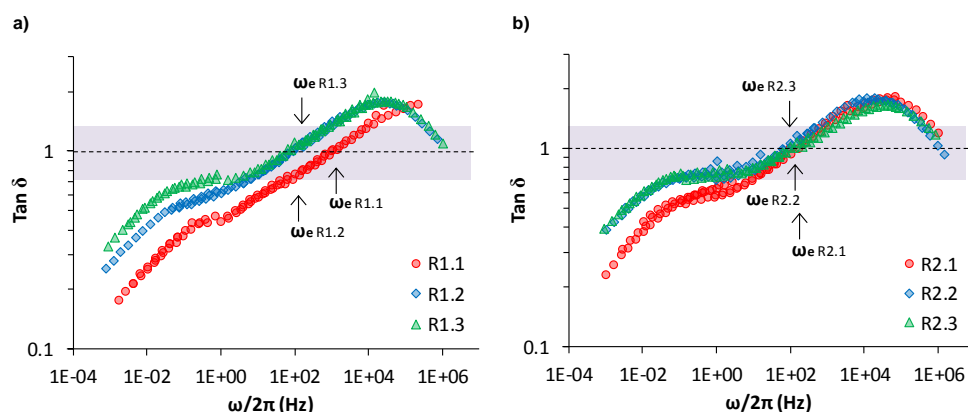 a)
Tan δ
1
0.1
ωe R1.3
ωe R1.1
ωe R1.2
R1.1
R1.2
R1.3
1E-04 1E-02 1E+00 1E+02 1E+04 1E+06
ω/2π (Hz)
b)
Tan δ
1
0.1
ωe R2.3
ωe R2.2
ωe R2.1
R2.1
R2.2
R2.3
1E-04 1E-02 1E+00 1E+02 1E+04 1E+06
ω/2π (Hz)